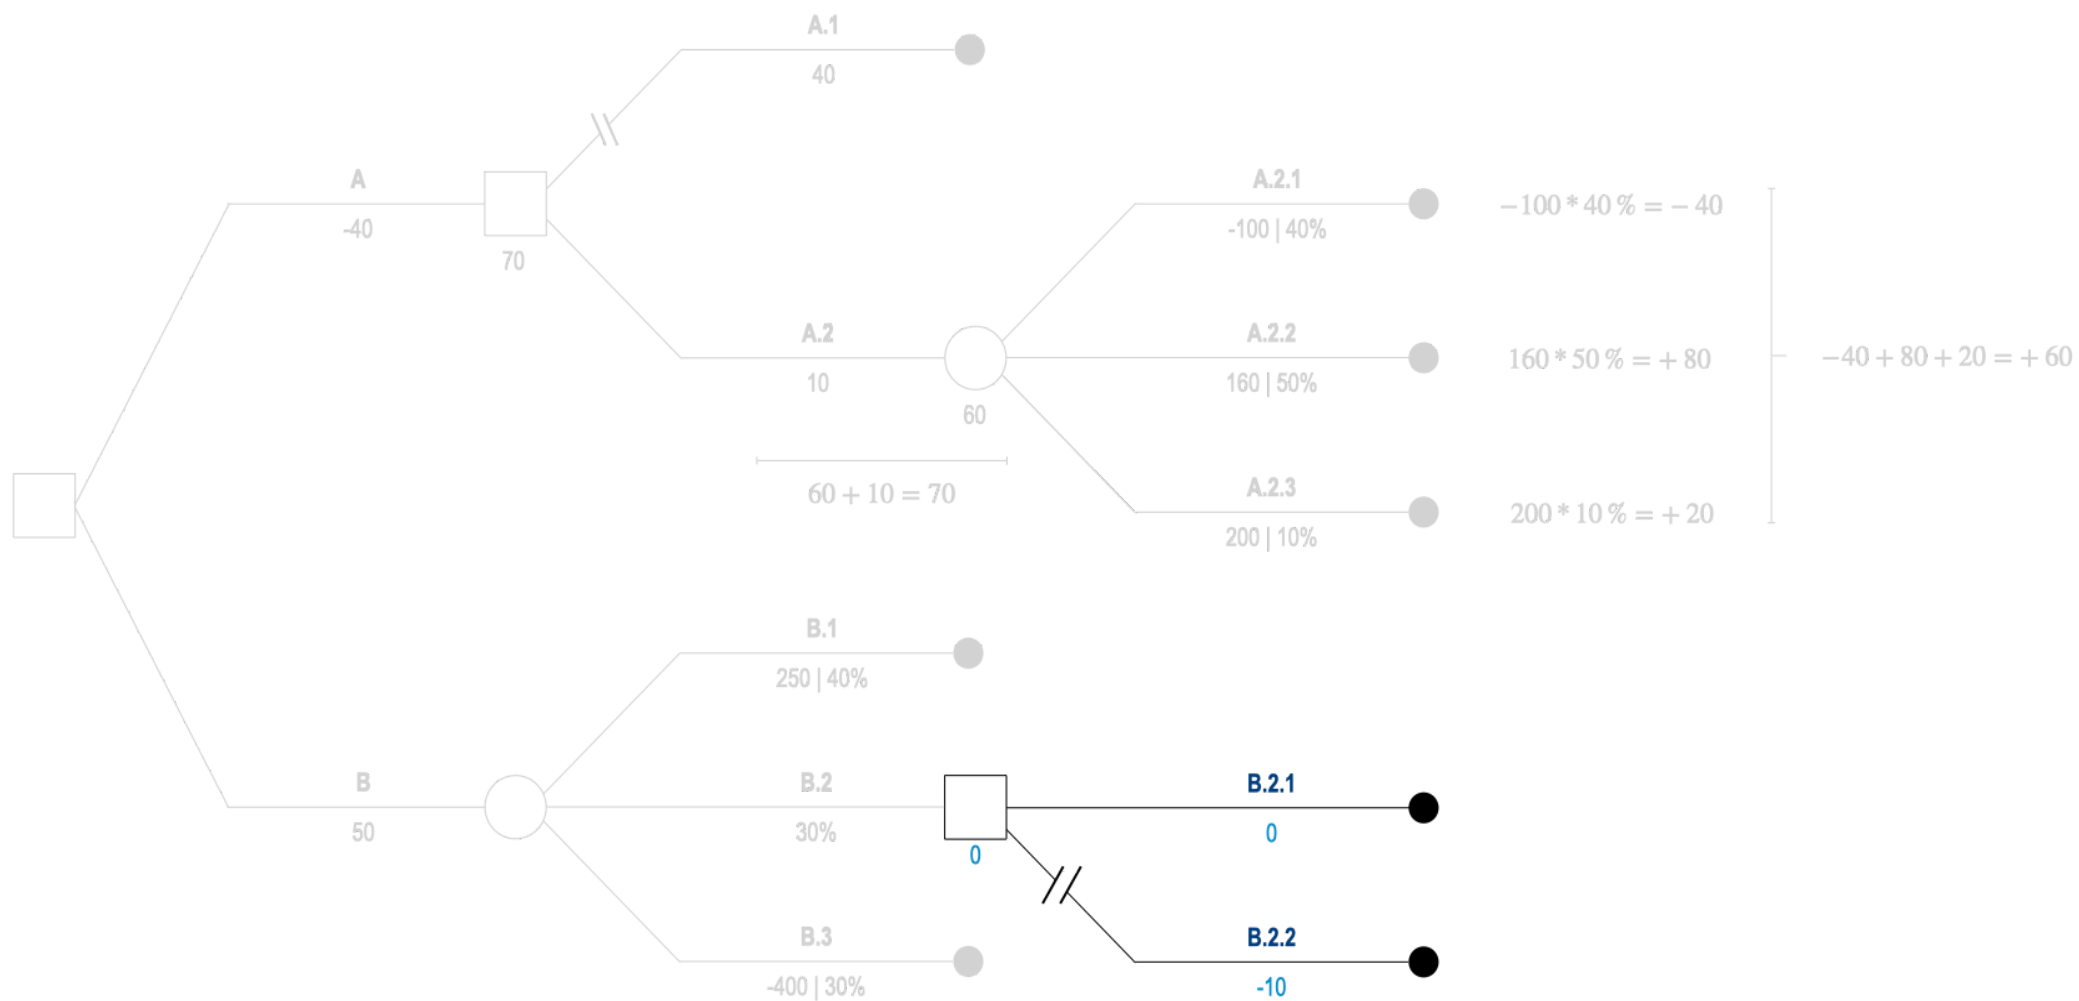 A.1
40
A
-40
70
A.2.1
-100 | 40%
−100 * 40 % = − 40
A.2
10
60
A.2.2
160 | 50%
160 * 50 % = + 80
−40 + 80 + 20 = + 60
60 + 10 = 70
A.2.3
200 | 10%
200 * 10 % = + 20
B.1
250 | 40%
B
50
B.2
30%
0
B.2.1
0
B.3
-400 | 30%
B.2.2
-10